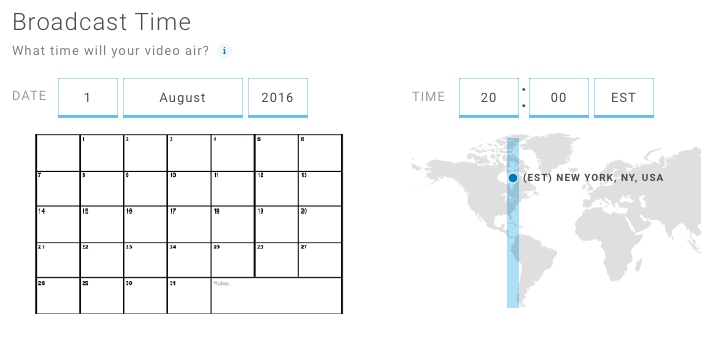 Broadcast Time
What time will your video air? i
DATE 1 August 2016
TIME 20 : 00 EST
1 2 3 4 5 6
7 8 9 10 11 12 13
14 15 16 17 18 19 20
21 22 23 24 25 26 27
28 29 30 31 Notes:
(EST) NEW YORK, NY, USA